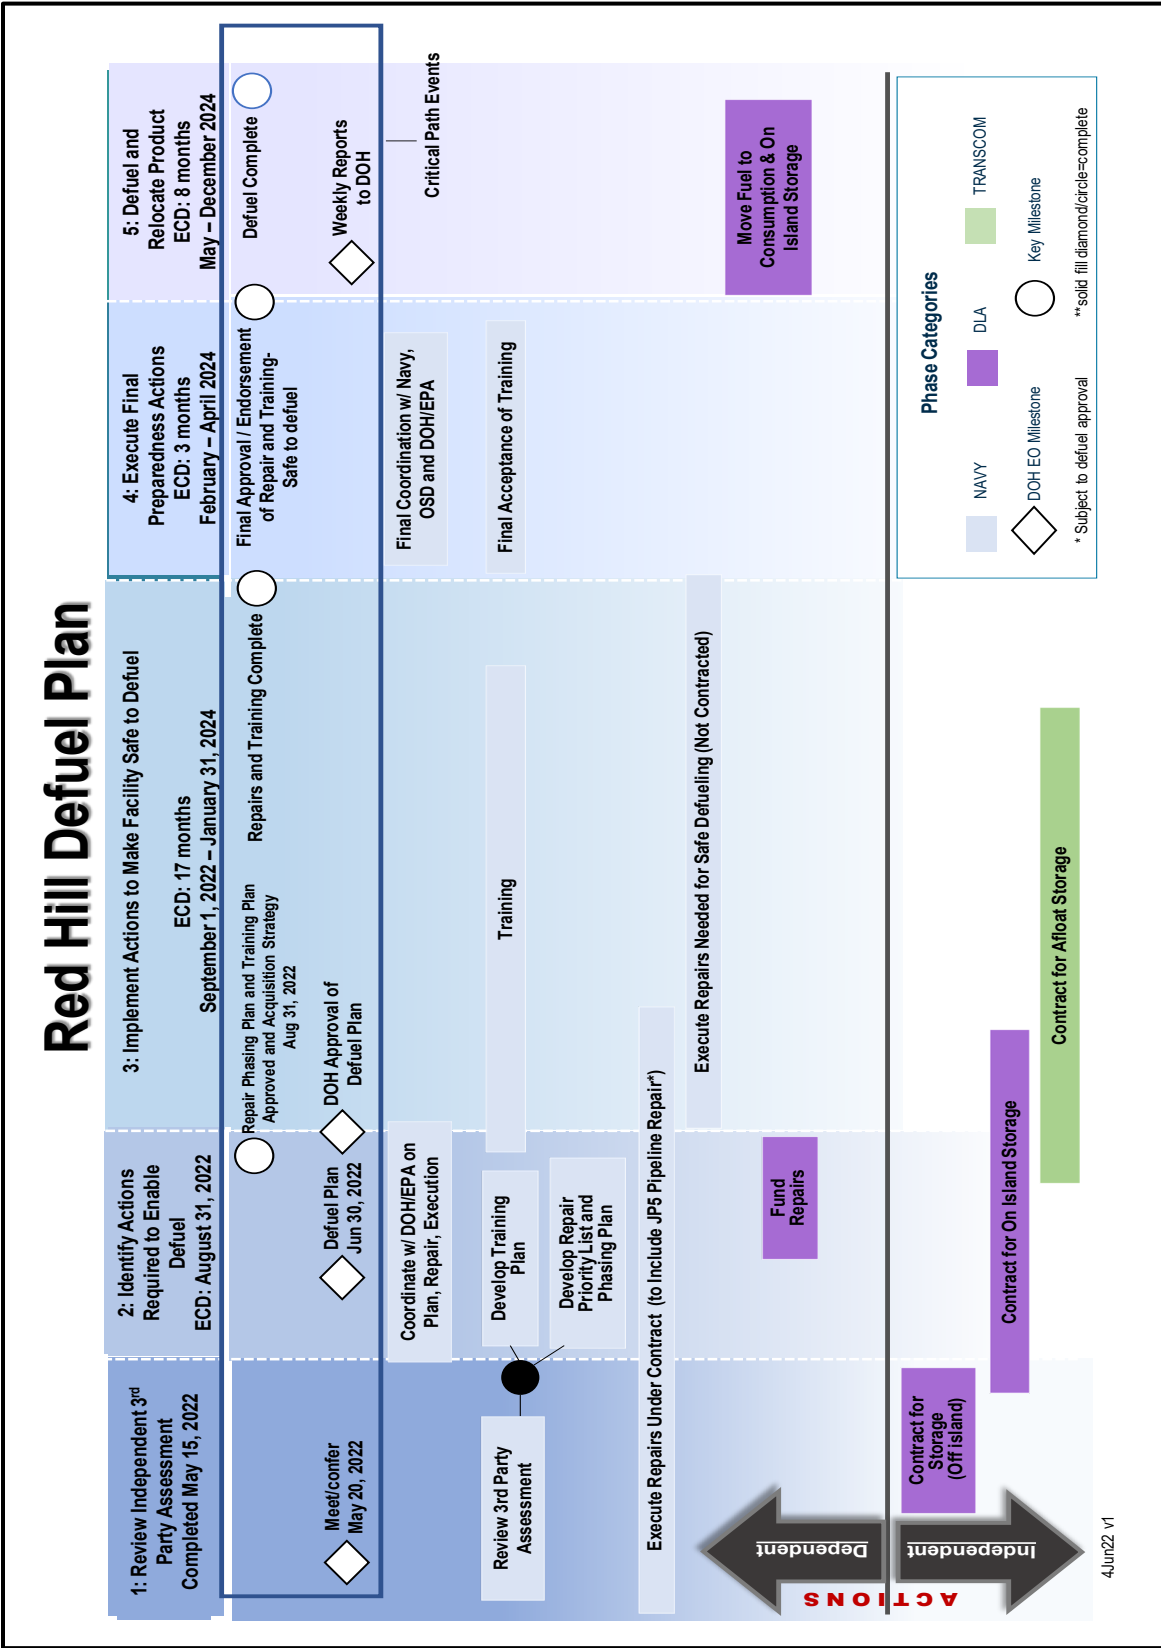 Red Hill Defuel Plan
1: Review Independent 3rd
Party Assessment
Completed May 15, 2022
2: Identify Actions
Required to Enable
Defuel
ECD: August 31, 2022
3: Implement Actions to Make Facility Safe to Defuel
ECD: 17 months
September 1, 2022 – January 31, 2024
4: Execute Final
Preparedness Actions
ECD: 3 months
February – April 2024
5: Defuel and
Relocate Product
ECD: 8 months
May – December 2024
Repair Phasing Plan and Training Plan
Approved and Acquisition Strategy
Aug 31, 2022
Repairs and Training Complete
Final Approval / Endorsement
of Repair and Training-
Safe to defuel
Defuel Complete
Meet/confer
May 20, 2022
Defuel Plan
Jun 30, 2022
DOH Approval of
Defuel Plan
Weekly Reports
to DOH
Critical Path Events
Coordinate w/ DOH/EPA on
Plan, Repair, Execution
Final Coordination w/ Navy,
OSD and DOH/EPA
Review 3rd Party
Assessment
Develop Training
Plan
Training
Final Acceptance of Training
Develop Repair
Priority List and
Phasing Plan
Execute Repairs Under Contract (to Include JP5 Pipeline Repair*)
Execute Repairs Needed for Safe Defueling (Not Contracted)
Fund
Repairs
Move Fuel to
Consumption & On
Island Storage
ACTIONS
Dependent
Independent
Contract for
Storage
(Off island)
Contract for On Island Storage
Contract for Afloat Storage
Phase Categories
NAVY
DLA
TRANSCOM
DOH EO Milestone
Key Milestone
* Subject to defuel approval
**solid fill diamond/circle=complete
4Jun22 v1